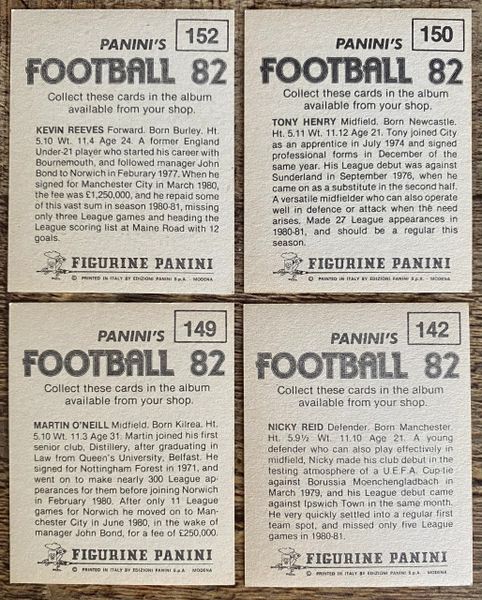 152
PANINI'S
FOOTBALL 82
Collect these cards in the album
available from your shop.
KEVIN REEVES Forward. Born Burley. Ht.
5.10 Wt. 11.4 Age 24. A former England
Under-21 player who started his career with
Bournemouth, and followed manager John
Bond to Norwich in Feburary 1977. When he
signed for Manchester City in March 1980,
the fee was £1,250,000, and he repaid some
of this vast sum in season 1980-81, missing
only three League games and heading the
League scoring list at Maine Road with 12
goals.
FIGURINE PANINI
© PRINTED IN ITALY BY EDIZIONI PANINI S.p.A. - MODENA
150
PANINI'S
FOOTBALL 82
Collect these cards in the album
available from your shop.
TONY HENRY Midfield. Born Newcastle.
Ht. 5.11 Wt. 11.12 Age 21. Tony joined City
as an apprentice in July 1974 and signed
professional forms in December of the
same year. His League debut was against
Sunderland in September 1976, when he
came on as a substitute in the second half.
A versatile midfielder who can also operate
well in defence or attack when the need
arises, Made 27 League appearances in
1980-81, and should be a regular this
season.
FIGURINE PANINI
© PRINTED IN ITALY BY EDIZIONI PANINI S.p.A. - MODENA
149
PANINI'S
FOOTBALL 82
Collect these cards in the album
available from your shop.
MARTIN O'NEILL Midfield. Born Kilrea. Ht.
5.10 Wt. 11.3 Age 31. Martin joined his first
senior club, Distillery, after graduating in
Law from Queen's University, Belfast. He
signed for Nottingham Forest in 1971, and
went on to make nearly 300 League ap-
pearances for them before joining Norwich
in February 1980. After only 11 League
games for Norwich he moved on to Man-
chester City in June 1980, in the wake of
manager John Bond, for a fee of £250,000.
FIGURINE PANINI
© PRINTED IN ITALY BY EDIZIONI PANINI S.p.A. - MODENA
142
PANINI'S
FOOTBALL 82
Collect these cards in the album
available from your shop.
NICKY REID Defender. Born Manchester.
Ht. 5.9½ Wt. 11.10 Age 21. A young
defender who can also play effectively in
midfield, Nicky made his club debut in the
testing atmosphere of a U.E.F.A. Cup-tie
against Borussia Moenchengladbach in
March 1979, and his League debut came
against Ipswich Town in the same month.
He very quickly settled into a regular first
team spot, and missed only five League
games in 1980-81.
FIGURINE PANINI
© PRINTED IN ITALY BY EDIZIONI PANINI S.p.A. - MODENA